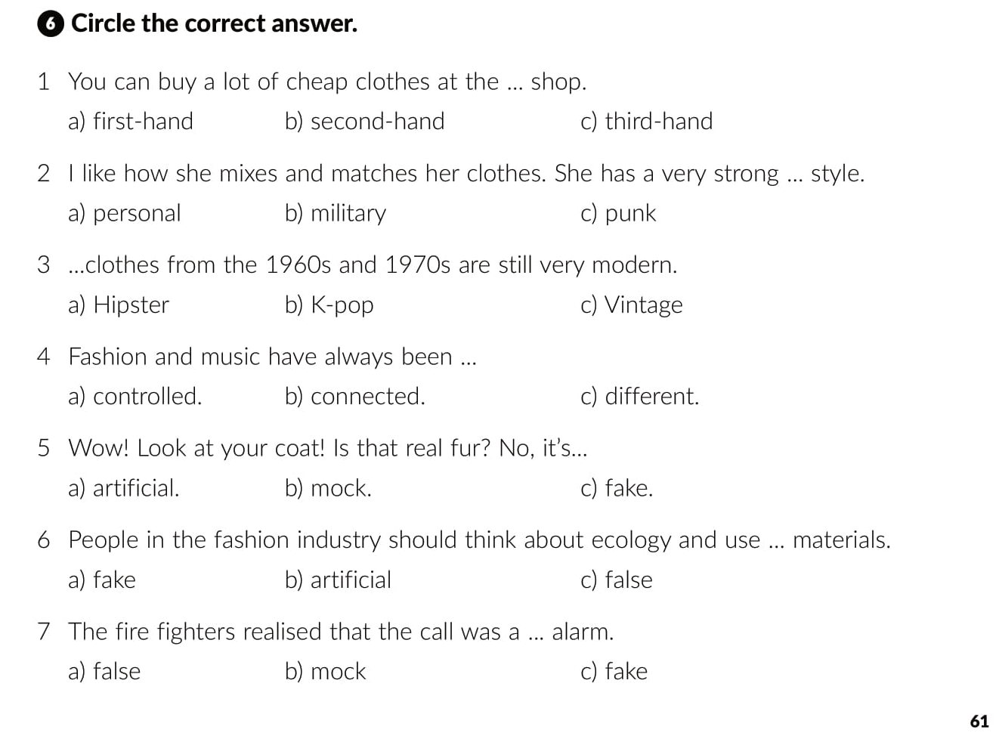 6 Circle the correct answer.
1 You can buy a lot of cheap clothes at the ... shop.
a) first-hand b) second-hand c) third-hand
2 I like how she mixes and matches her clothes. She has a very strong ... style.
a) personal b) military c) punk
3 ...clothes from the 1960s and 1970s are still very modern.
a) Hipster b) K-pop c) Vintage
4 Fashion and music have always been ...
a) controlled. b) connected. c) different.
5 Wow! Look at your coat! Is that real fur? No, it's...
a) artificial. b) mock. c) fake.
6 People in the fashion industry should think about ecology and use ... materials.
a) fake b) artificial c) false
7 The fire fighters realised that the call was a ... alarm.
a) false b) mock c) fake
61